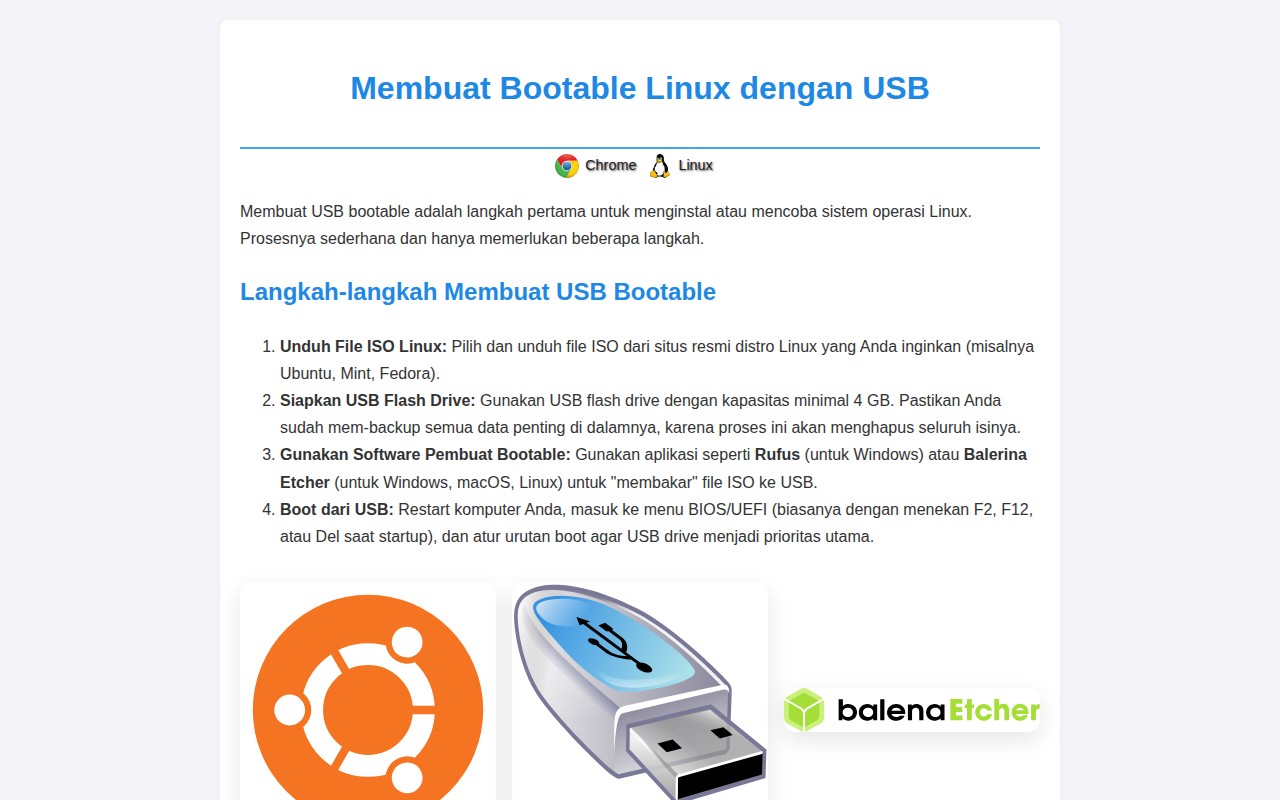 Membuat Bootable Linux dengan USB
Chrome Linux
Membuat USB bootable adalah langkah pertama untuk menginstal atau mencoba sistem operasi Linux.
Prosesnya sederhana dan hanya memerlukan beberapa langkah.
Langkah-langkah Membuat USB Bootable
1. Unduh File ISO Linux: Pilih dan unduh file ISO dari situs resmi distro Linux yang Anda inginkan (misalnya
Ubuntu, Mint, Fedora).
2. Siapkan USB Flash Drive: Gunakan USB flash drive dengan kapasitas minimal 4 GB. Pastikan Anda
sudah mem-backup semua data penting di dalamnya, karena proses ini akan menghapus seluruh isinya.
3. Gunakan Software Pembuat Bootable: Gunakan aplikasi seperti Rufus (untuk Windows) atau Balerina
Etcher (untuk Windows, macOS, Linux) untuk "membakar" file ISO ke USB.
4. Boot dari USB: Restart komputer Anda, masuk ke menu BIOS/UEFI (biasanya dengan menekan F2, F12,
atau Del saat startup), dan atur urutan boot agar USB drive menjadi prioritas utama.
balenaEtcher